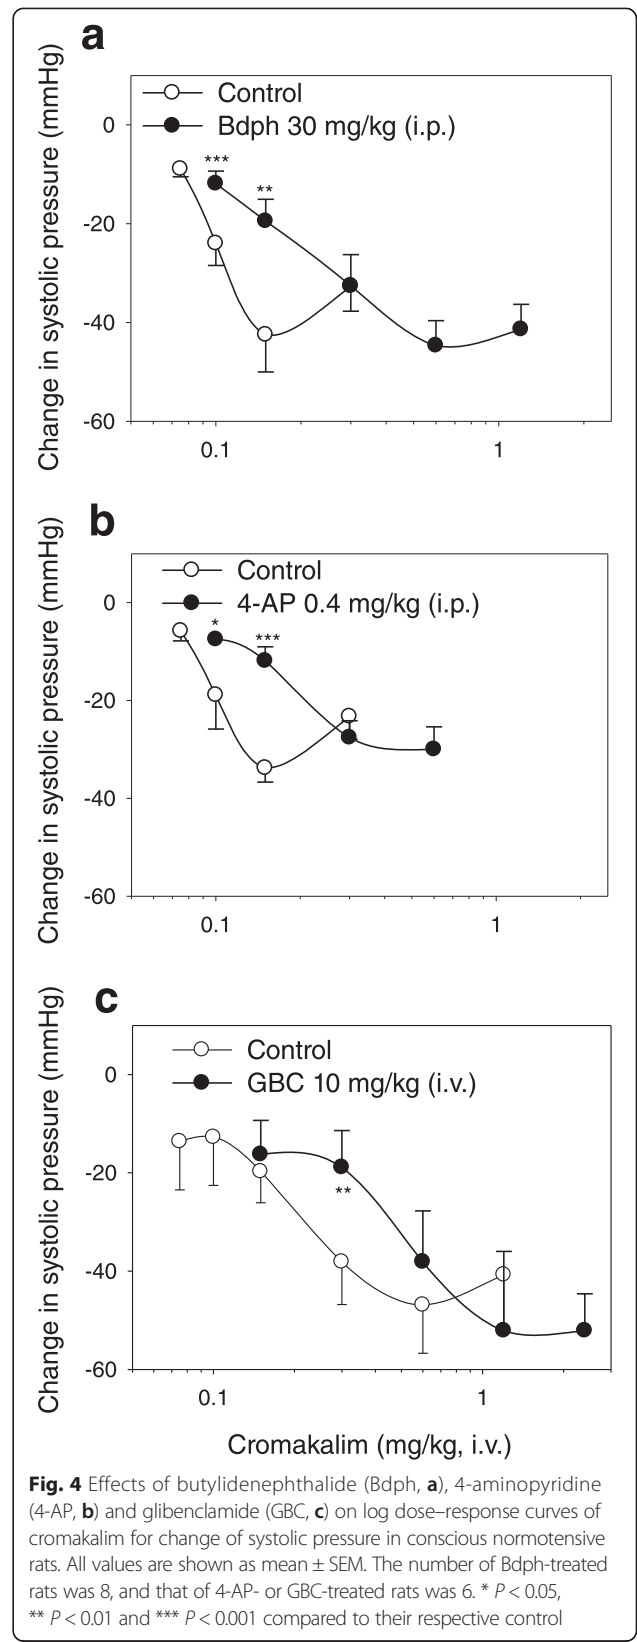 a
Change in systolic pressure (mmHg)
Control
Bdph 30 mg/kg (i.p.)
0
***
**
-20
-40
-60
0.1
1
b
Change in systolic pressure (mmHg)
Control
4-AP 0.4 mg/kg (i.p.)
0
*
***
-20
-40
-60
0.1
1
c
Change in systolic pressure (mmHg)
Control
GBC 10 mg/kg (i.v.)
0
-20
**
-40
-60
0.1
1
Cromakalim (mg/kg, i.v.)
Fig. 4 Effects of butylidenephthalide (Bdph, a), 4-aminopyridine
(4-AP, b) and glibenclamide (GBC, c) on log dose–response curves of
cromakalim for change of systolic pressure in conscious normotensive
rats. All values are shown as mean ± SEM. The number of Bdph-treated
rats was 8, and that of 4-AP- or GBC-treated rats was 6. * P < 0.05,
** P < 0.01 and *** P < 0.001 compared to their respective control